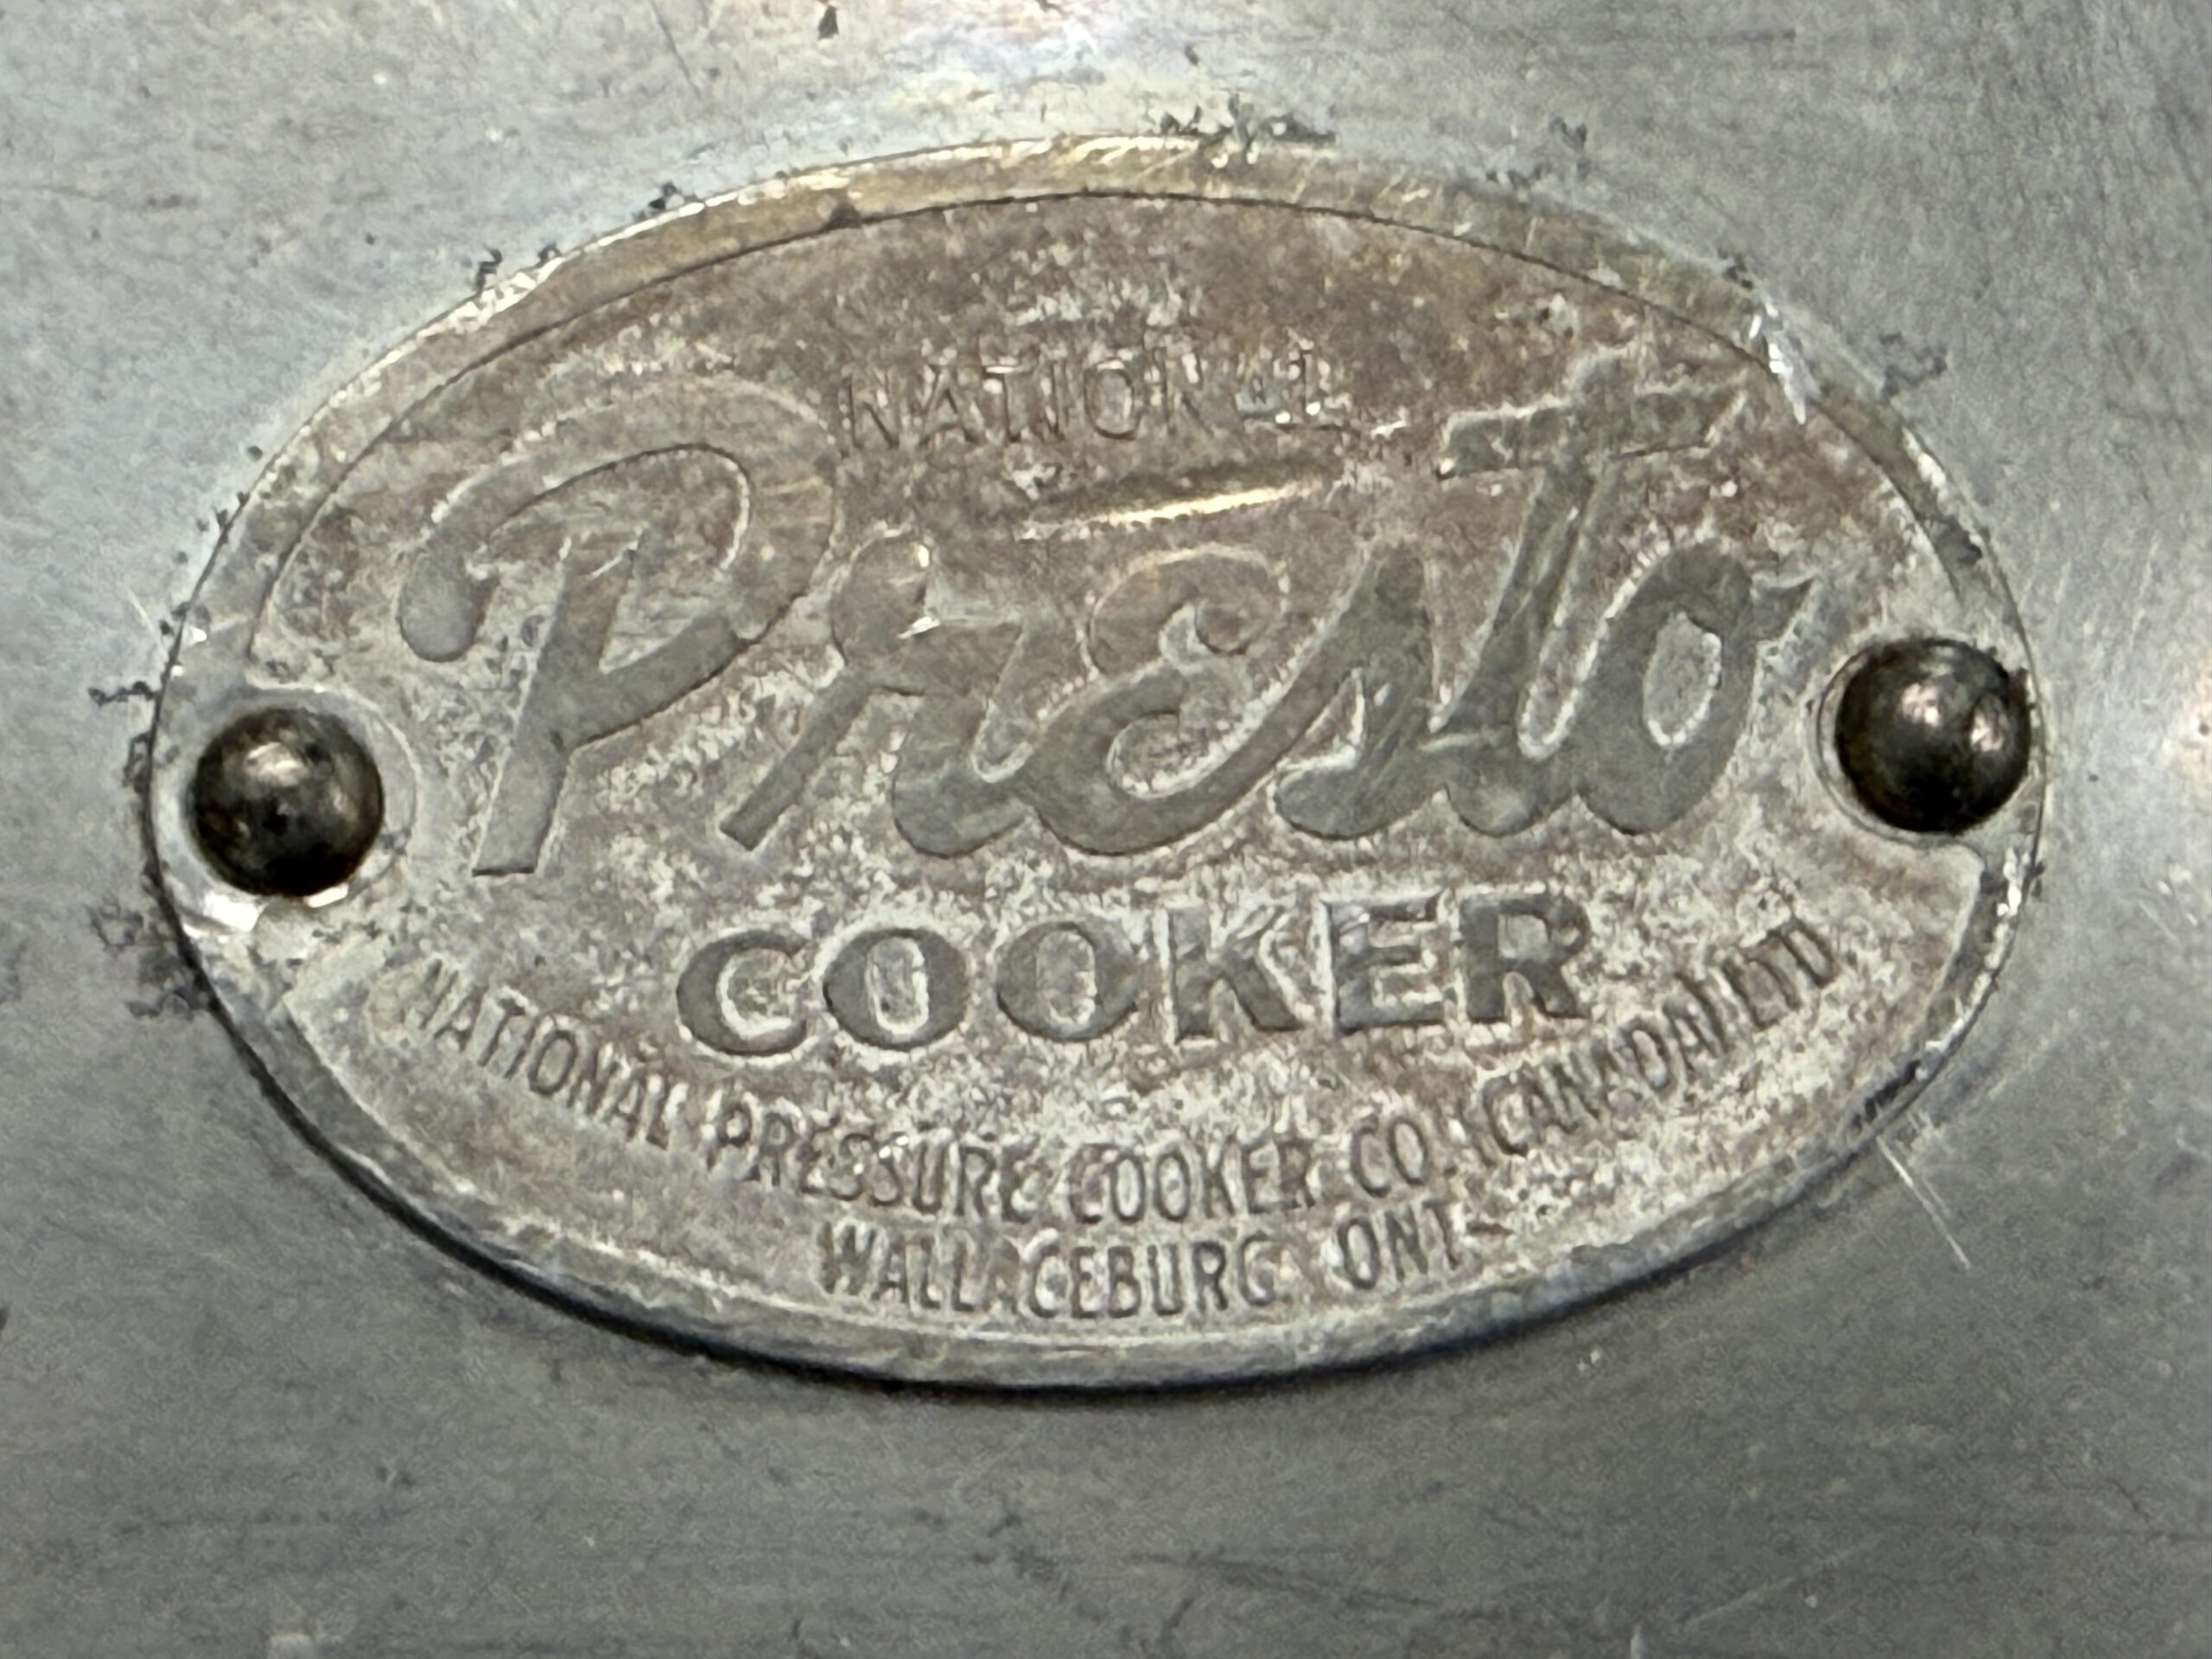 NATIONAL
Presto
COOKER
NATIONAL PRESSURE COOKER CO. (CANADA) LTD
WALLACEBURG ONT.